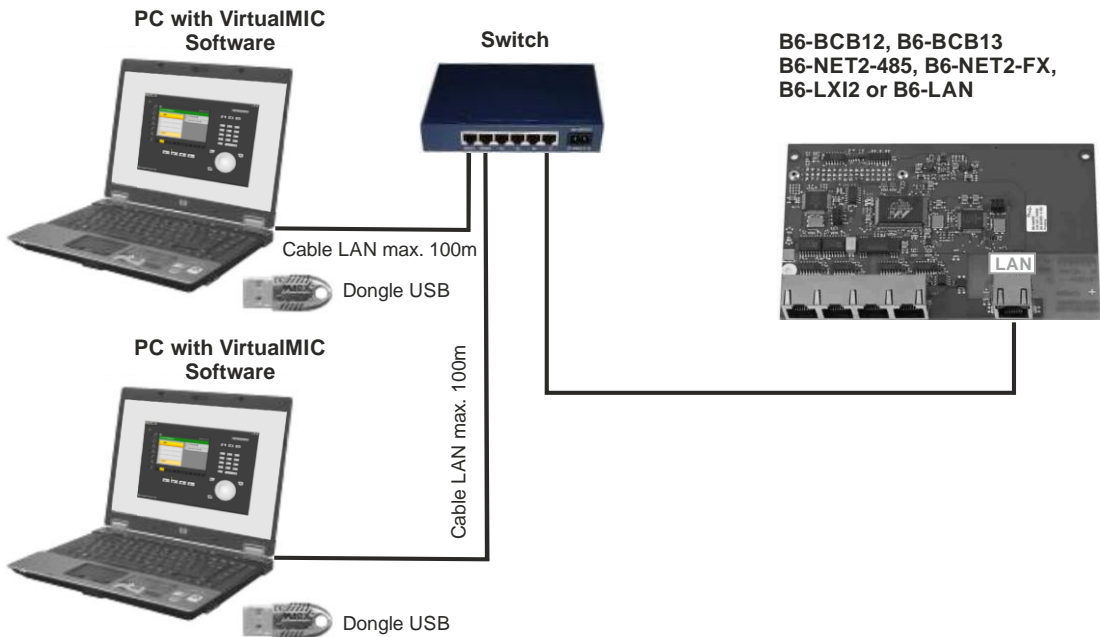 PC with VirtualMIC
Software
Switch
B6-BCB12, B6-BCB13
B6-NET2-485, B6-NET2-FX,
B6-LXI2 or B6-LAN
LAN
Cable LAN max. 100m
Dongle USB
PC with VirtualMIC
Software
Cable LAN max. 100m
Dongle USB